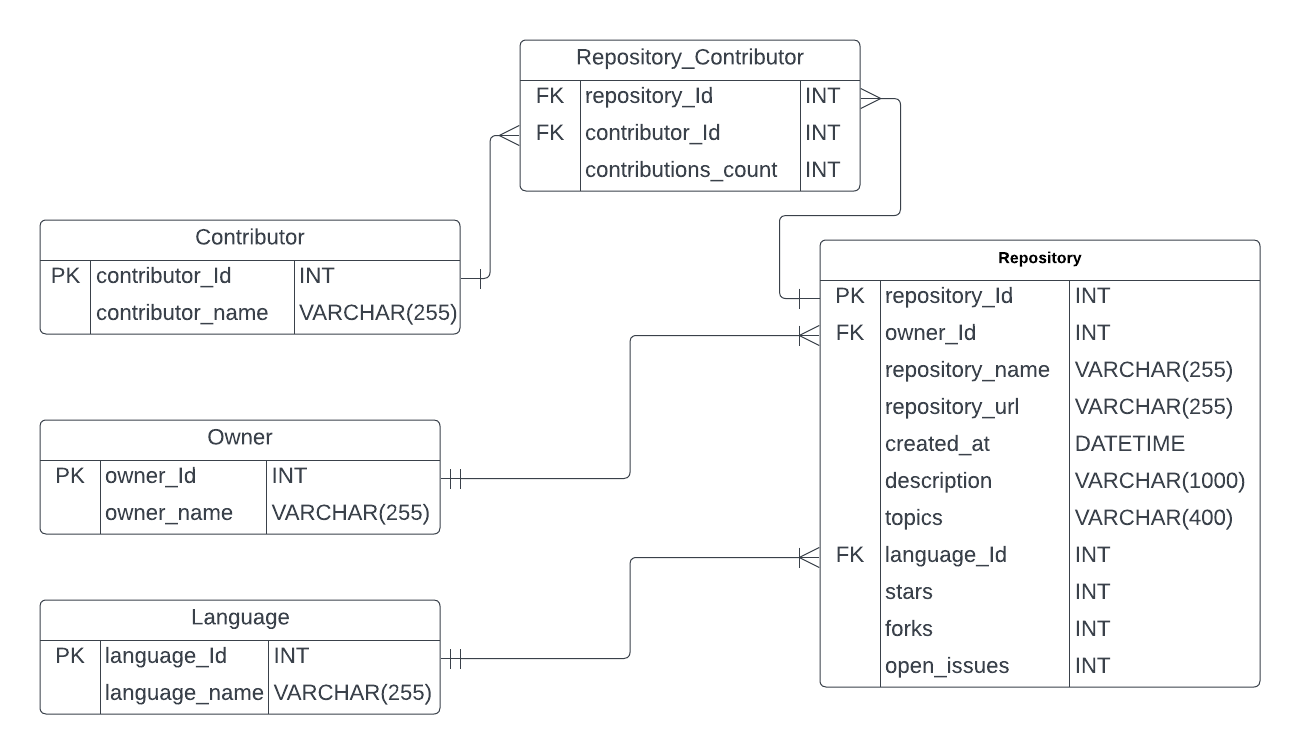 Repository_Contributor
FK repository_Id INT
FK contributor_Id INT
contributions_count INT
Contributor
PK contributor_Id INT
contributor_name VARCHAR(255)
Repository
PK repository_Id INT
FK owner_Id INT
repository_name VARCHAR(255)
repository_url VARCHAR(255)
created_at DATETIME
description VARCHAR(1000)
topics VARCHAR(400)
FK language_Id INT
stars INT
forks INT
open_issues INT
Owner
PK owner_Id INT
owner_name VARCHAR(255)
Language
PK language_Id INT
language_name VARCHAR(255)